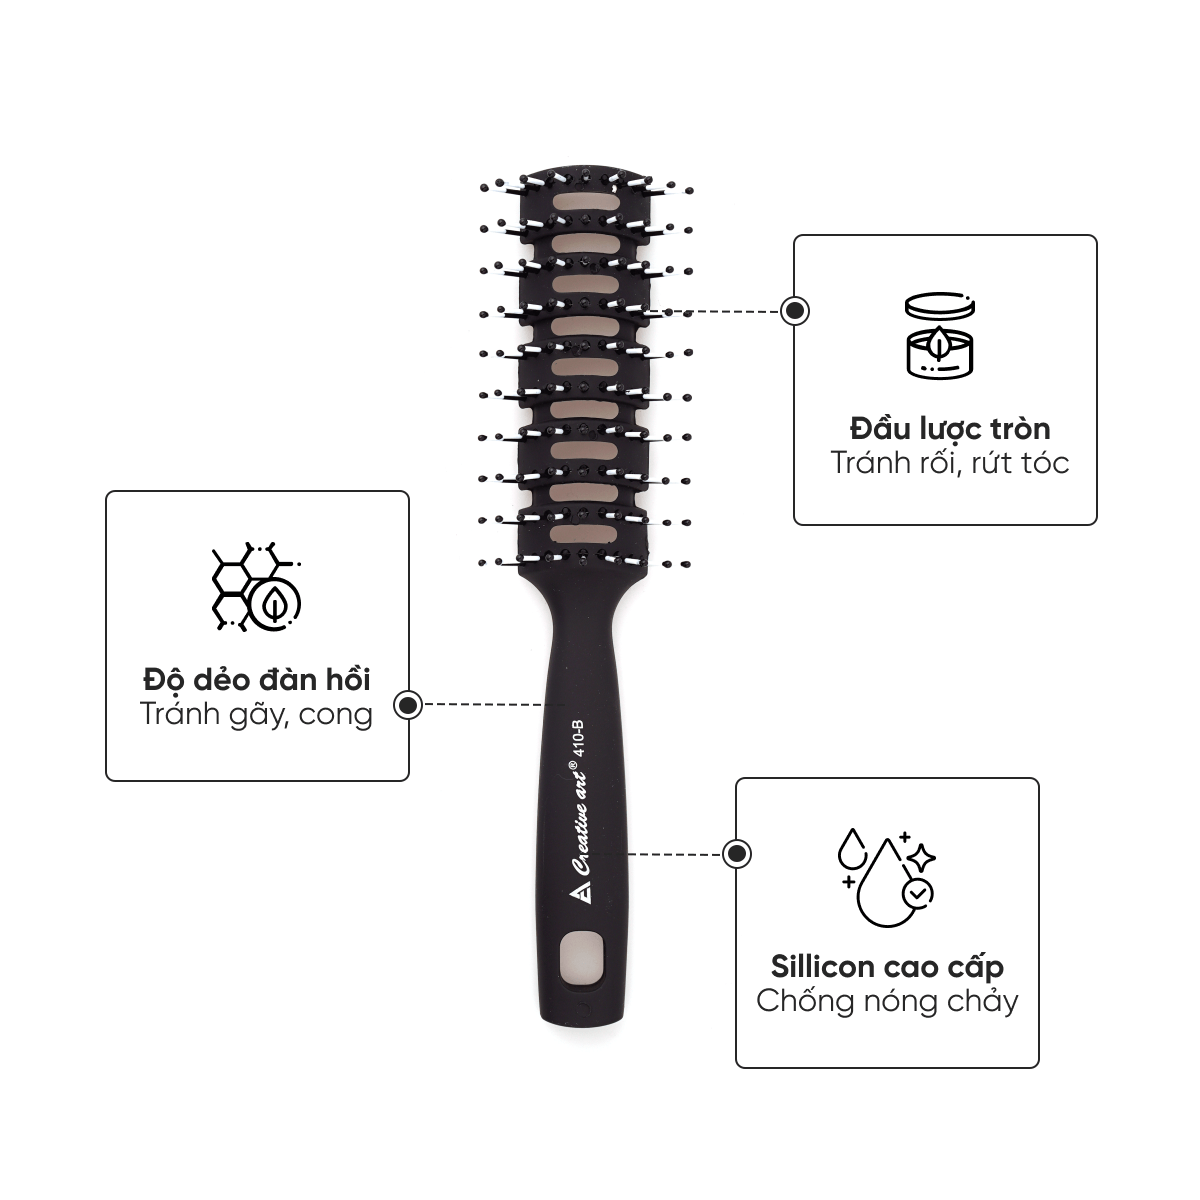 Đầu lược tròn
Tránh rối, rứt tóc
Độ dẻo đàn hồi
Tránh gãy, cong
Creative art® 410-B
Sillicon cao cấp
Chống nóng chảy